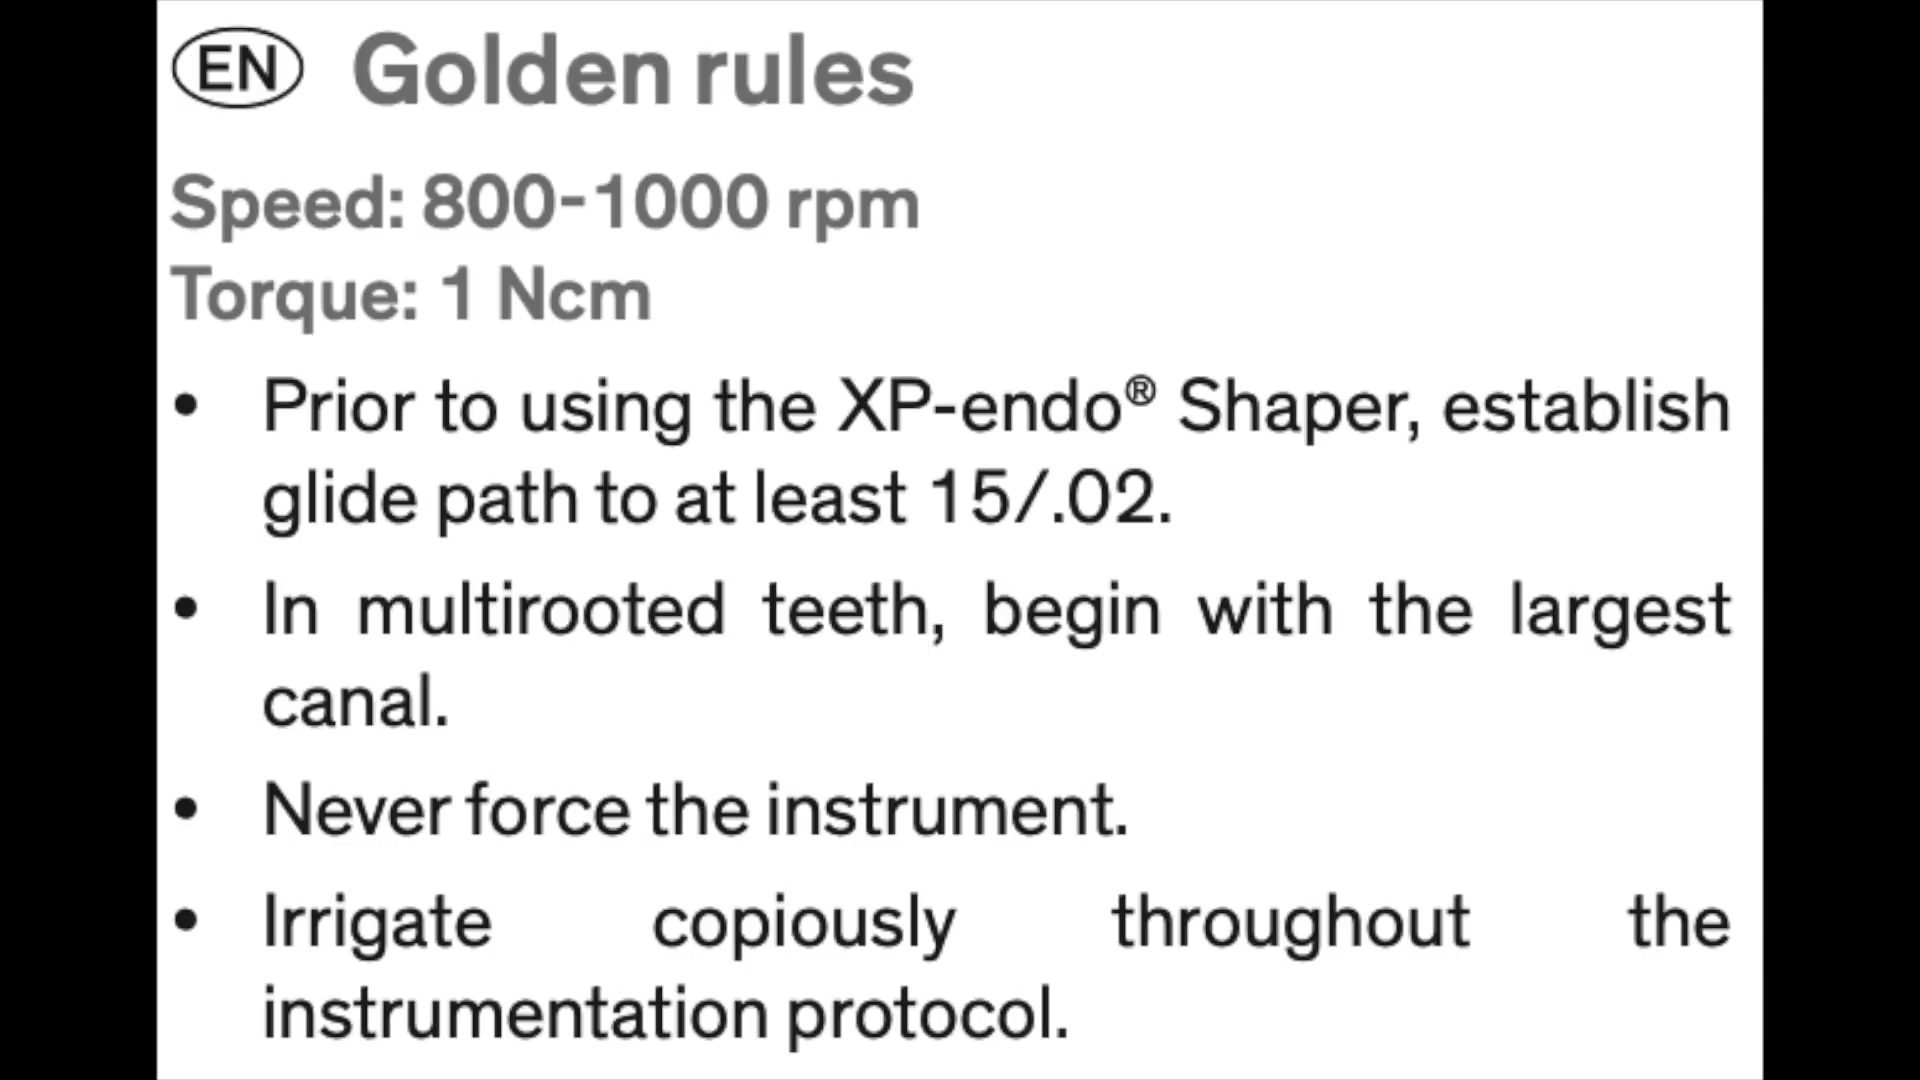 EN Golden rules
Speed: 800-1000 rpm
Torque: 1 Ncm
• Prior to using the XP-endo® Shaper, establish
glide path to at least 15/.02.
• In multirooted teeth, begin with the largest
canal.
• Never force the instrument.
• Irrigate copiously throughout the
instrumentation protocol.